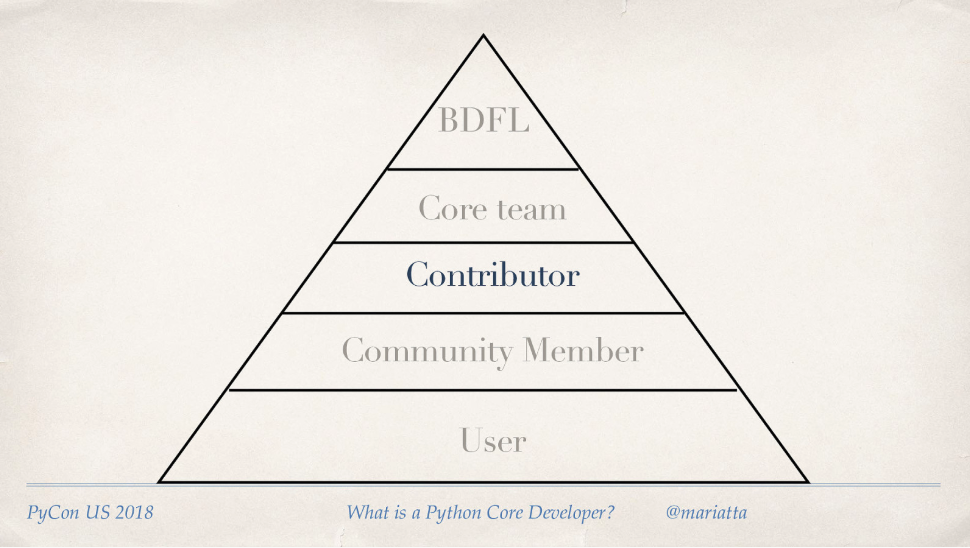 BDFL
Core team
Contributor
Community Member
User
PyCon US 2018 What is a Python Core Developer? @mariatta